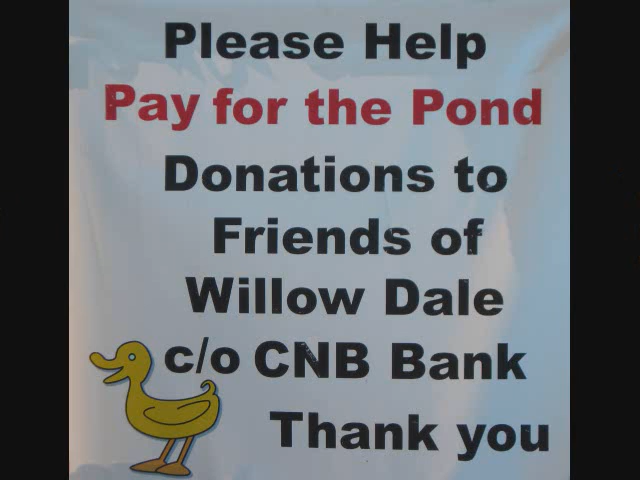 Please Help
Pay for the Pond
Donations to
Friends of
Willow Dale
c/o CNB Bank
Thank you